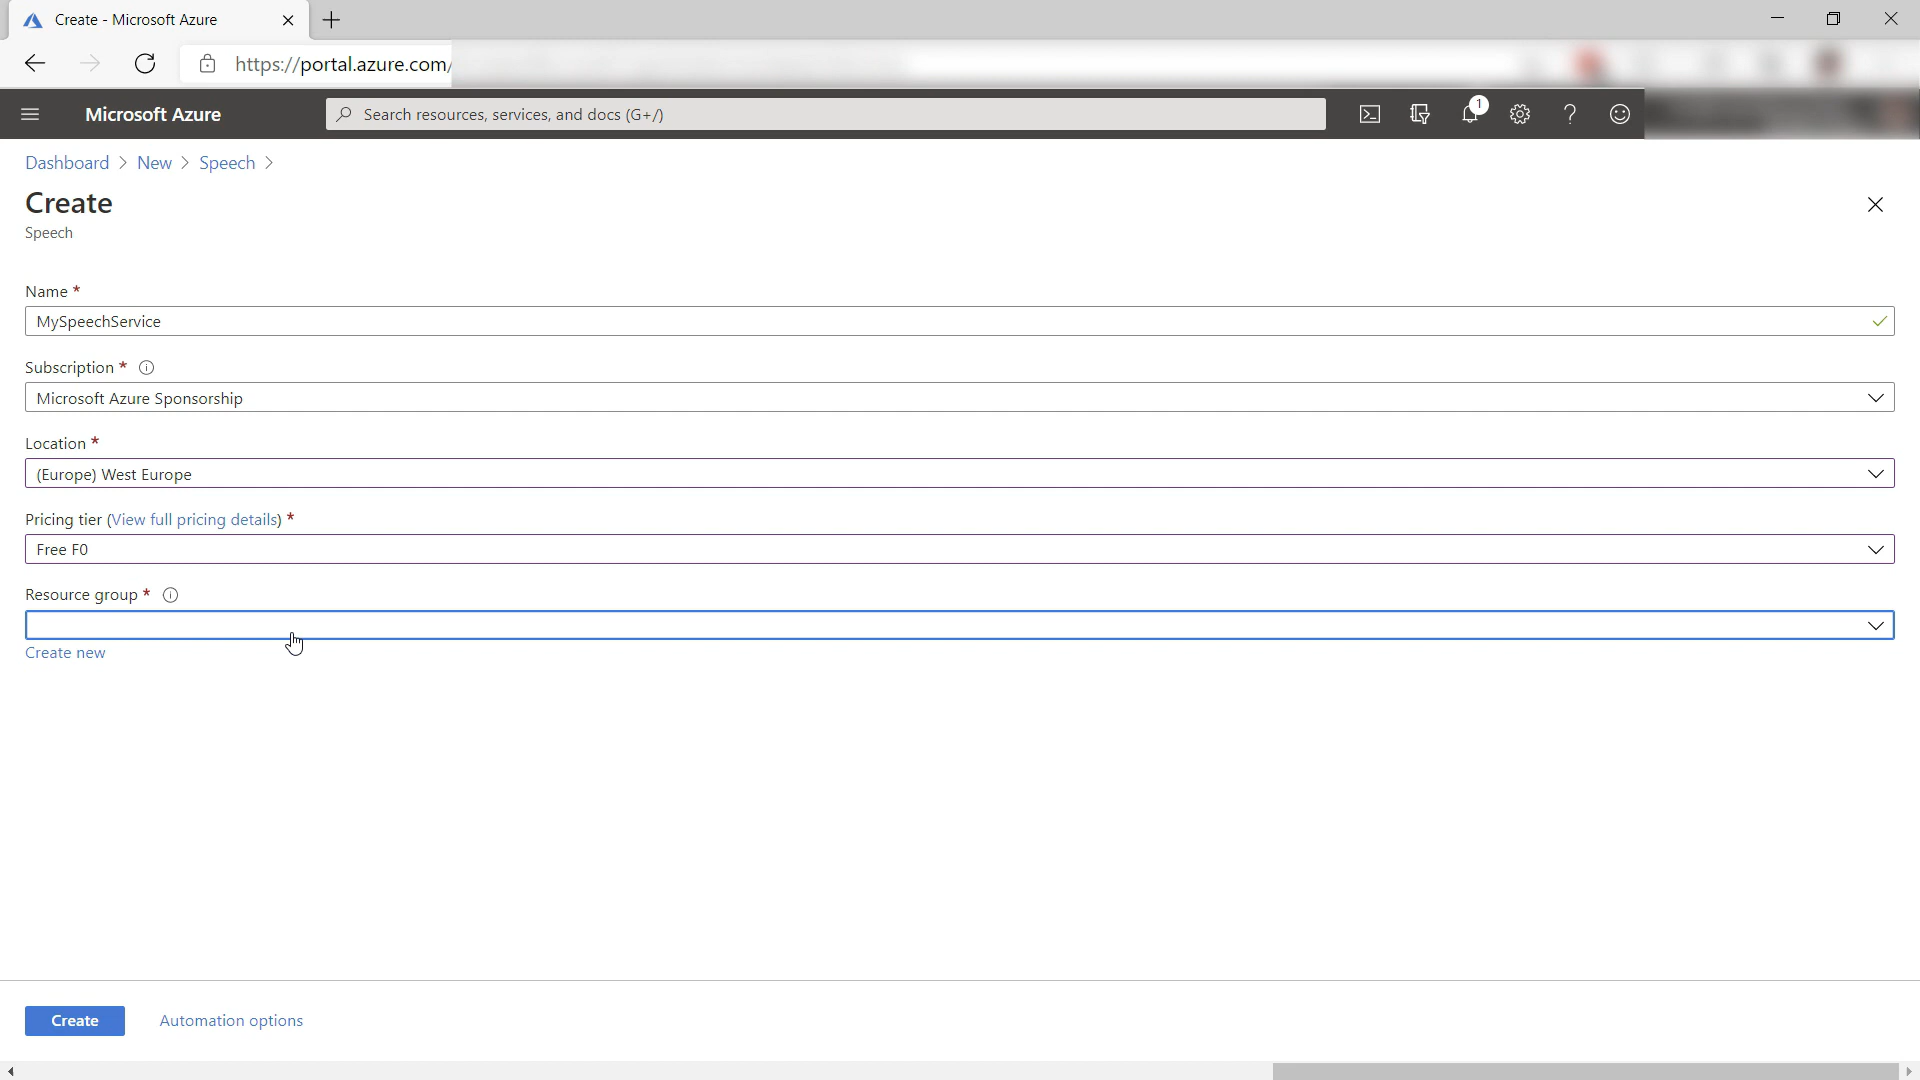 Create - Microsoft Azure
https://portal.azure.com/
Microsoft Azure
Search resources, services, and docs (G+/)
1
Dashboard > New > Speech >
Create
Speech
Name *
MySpeechService
Subscription *
Microsoft Azure Sponsorship
Location *
(Europe) West Europe
Pricing tier (View full pricing details) *
Free F0
Resource group *
Create new
Create
Automation options